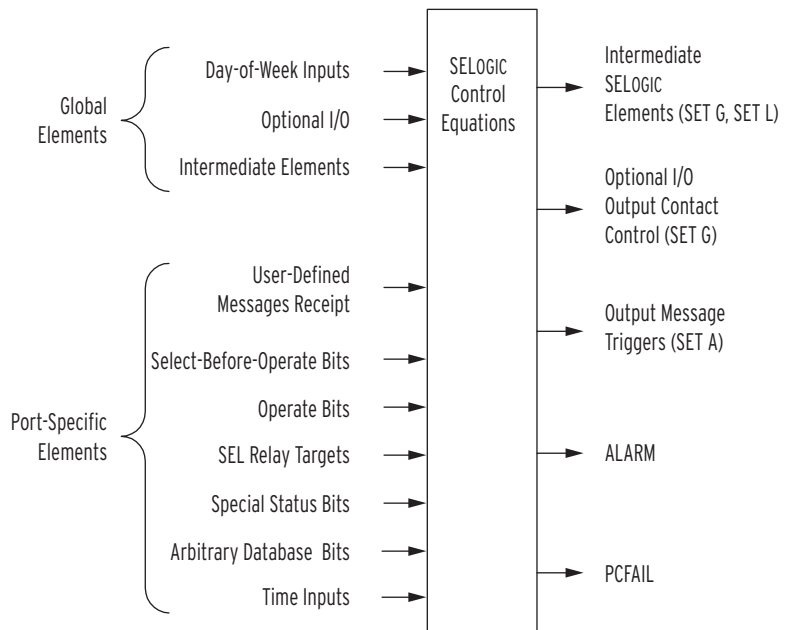 Global
Elements
Day-of-Week Inputs
Optional I/O
Intermediate Elements
Port-Specific
Elements
User-Defined
Messages Receipt
Select-Before-Operate Bits
Operate Bits
SEL Relay Targets
Special Status Bits
Arbitrary Database Bits
Time Inputs
SELOGIC
Control
Equations
Intermediate
SELOGIC
Elements (SET G, SET L)
Optional I/O
Output Contact
Control (SET G)
Output Message
Triggers (SET A)
ALARM
PCFAIL